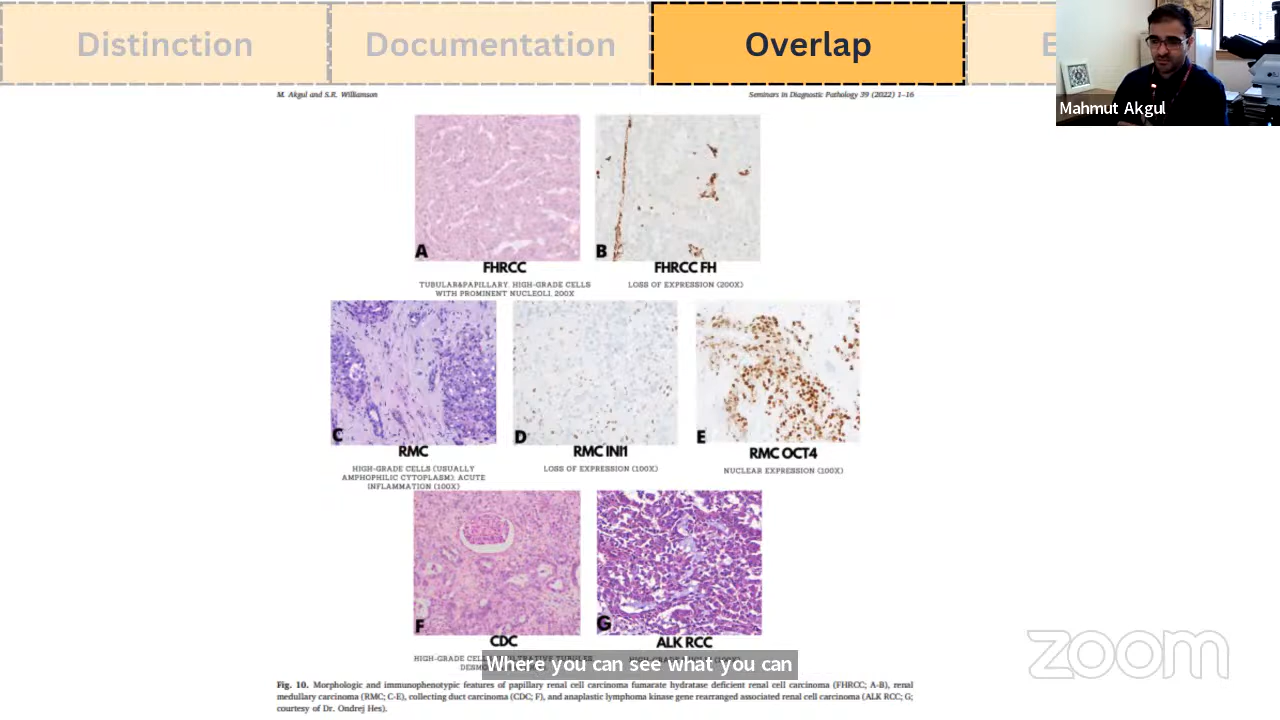 Distinction
Documentation
Overlap
E
Mahmut Akgul
M. Akgul and S.R. Williamson
Seminars in Diagnostic Pathology 39 (2022) 1–16
A
B
FHRCC
FHRCC FH
TUBULAR&PAPILLARY, HIGH-GRADE CELLS
WITH PROMINENT NUCLEOLI, 200X
LOSS OF EXPRESSION (200X)
C
D
E
RMC
RMC INI1
RMC OCT4
HIGH-GRADE CELLS (USUALLY
AMPHOPHILIC CYTOPLASM); ACUTE
INFLAMMATION (100X)
LOSS OF EXPRESSION (100X)
NUCLEAR EXPRESSION (100X)
F
G
CDC
ALK RCC
HIGH-GRADE
Where you can see what you can
zoom
Fig. 10. Morphologic and immunophenotypic features of papillary renal cell carcinoma fumarate hydratase deficient renal cell carcinoma (FHRCC; A-B), renal
medullary carcinoma (RMC; C-E), collecting duct carcinoma (CDC; F), and anaplastic lymphoma kinase gene rearranged associated renal cell carcinoma (ALK RCC; G;
courtesy of Dr. Ondrej Hes).